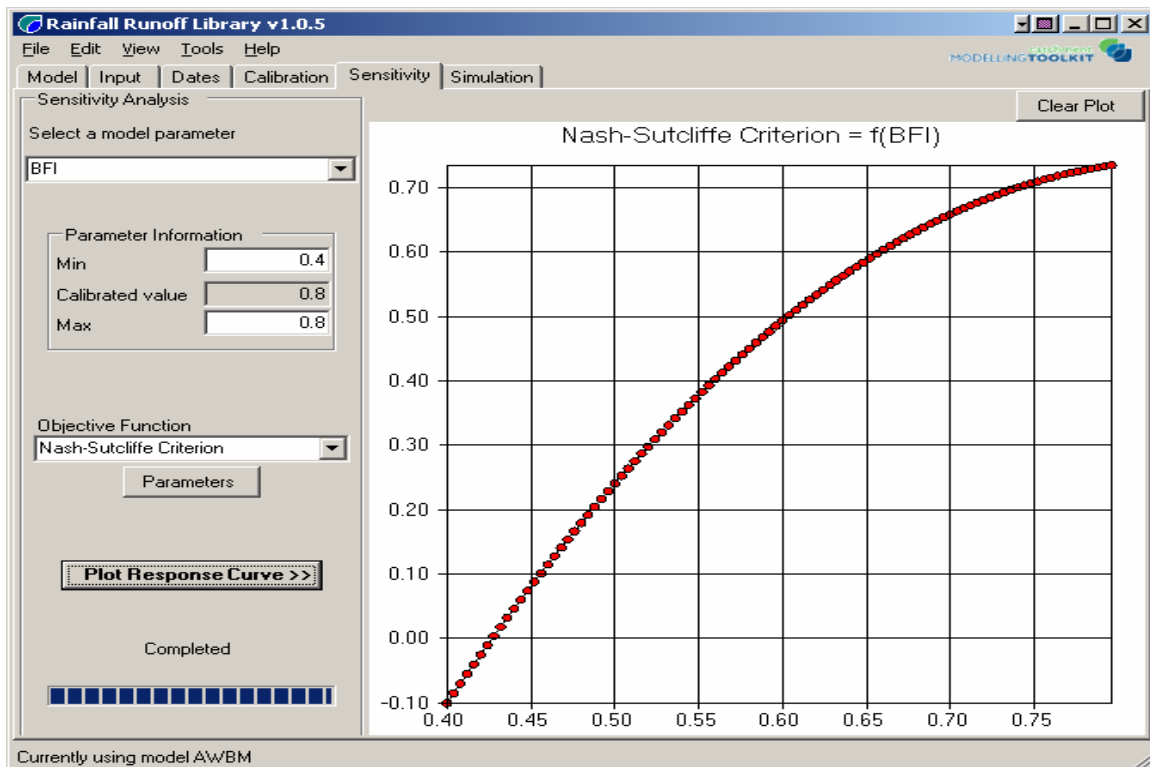 Rainfall Runoff Library v1.0.5
File Edit View Tools Help
catchment
MODELLINGTOOLKIT
Model Input Dates Calibration Sensitivity Simulation
Sensitivity Analysis
Clear Plot
Select a model parameter
BFI
Parameter Information
Min 0.4
Calibrated value 0.8
Max 0.8
Objective Function
Nash-Sutcliffe Criterion
Parameters
Plot Response Curve >>
Completed
Nash-Sutcliffe Criterion = f(BFI)
0.70
0.60
0.50
0.40
0.30
0.20
0.10
0.00
-0.10
0.40 0.45 0.50 0.55 0.60 0.65 0.70 0.75
Currently using model AWBM